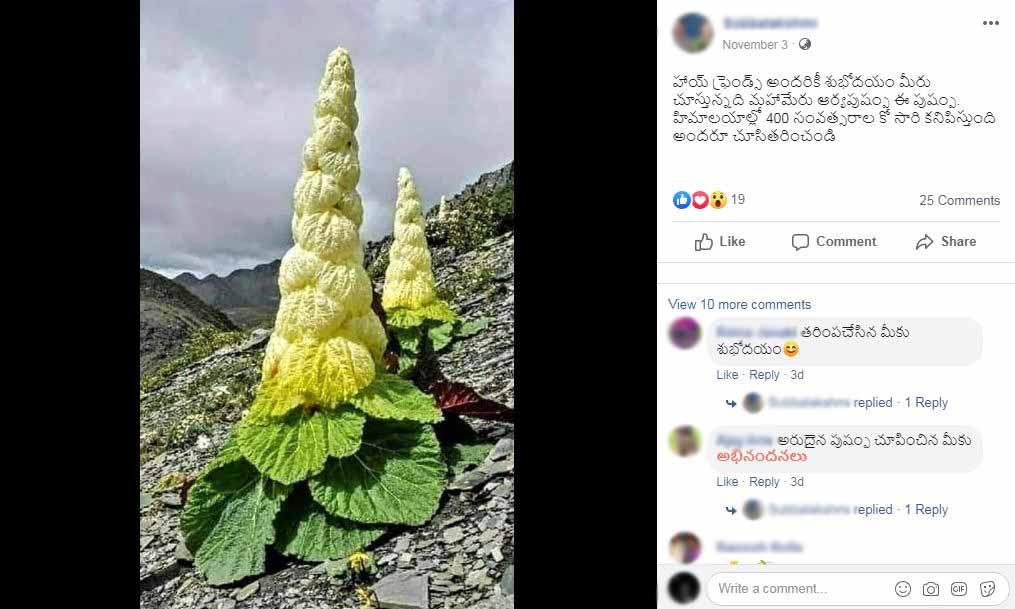 November 3
హాయ్ ఫ్రెండ్స్ అందరికీ శుభోదయం మీరు
చూస్తున్నది మహామేరు ఆర్యపుష్పం ఈ పుష్పం.
హిమాలయాల్లో 400 సంవత్సరాల కో సారి కనిపిస్తుంది
అందరూ చూసితరించండి
19
25 Comments
Like Comment Share
View 10 more comments
తరింపచేసిన మీకు
శుభోదయం
Like · Reply · 3d
replied · 1 Reply
అరుదైన పుష్పం చూపించిన మీకు
అభినందనలు
Like · Reply · 3d
replied · 1 Reply
Write a comment...
GIF